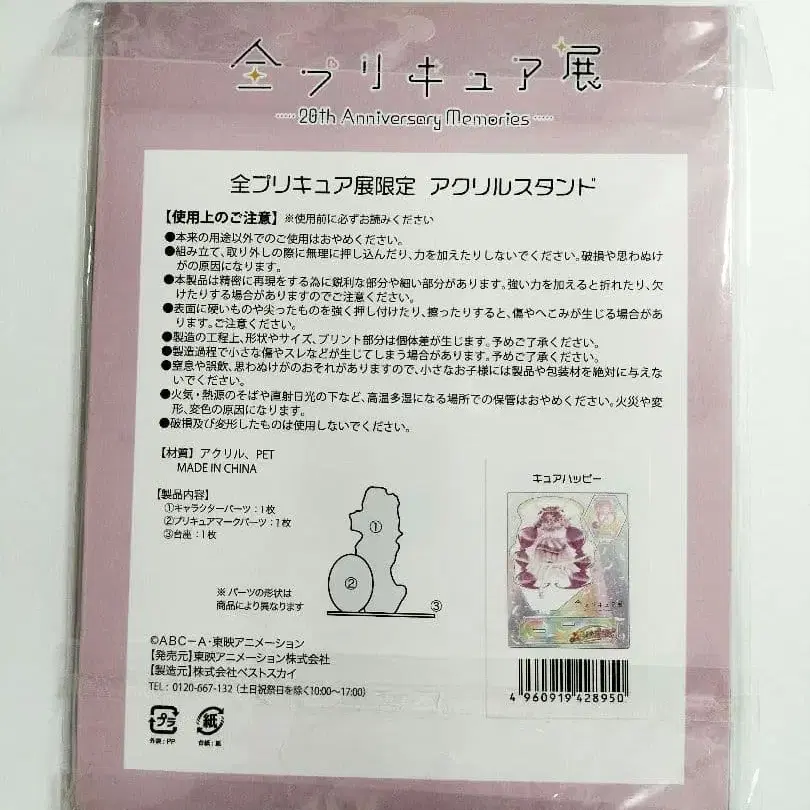 全プリキュア展
20th Anniversary Memories
全プリキュア展限定 アクリルスタンド
【使用上のご注意】※使用前に必ずお読みください
●本来の用途以外でのご使用はおやめください。
●組み立て、取り外しの際に無理に押し込んだり、力を加えたりしないでください。破損や思わぬけ
がの原因になります。
●本製品は精密に再現をする為に鋭利な部分や細い部分があります。強い力を加えると折れたり、欠
けたりする場合がありますのでご注意ください。
●表面に硬いものや尖ったものを強く押し付けたり、擦ったりすると、傷やへこみが生じる場合があ
ります。ご注意ください。
●製造の工程上、形状やサイズ、プリント部分は個体差が生じます。予めご了承ください。
●製造過程で小さな傷やスレなどが生じてしまう場合があります。予めご了承ください。
●窒息や誤飲、思わぬけがのおそれがありますので、小さなお子様には製品や包装材を絶対に与えな
いでください。
●火気・熱源のそばや直射日光の下など、高温多湿になる場所での保管はおやめください。火災や変
形、変色の原因になります。
●破損及び変形したものは使用しないでください。
【材質】アクリル、PET
MADE IN CHINA
【製品内容】
①キャラクターパーツ：1枚
②プリキュアマークパーツ：1枚
③台座：1枚
①
②
③
※パーツの形状は
商品により異なります
キュアハッピー
全プリキュア展
4 960919 428950
©ABC-A・東映アニメーション
【発売元】東映アニメーション株式会社
【製造元】株式会社ベストスカイ
TEL：0120-667-132（土日祝祭日を除く10:00～17:00）
プラ
外袋：PP
紙
台紙：紙